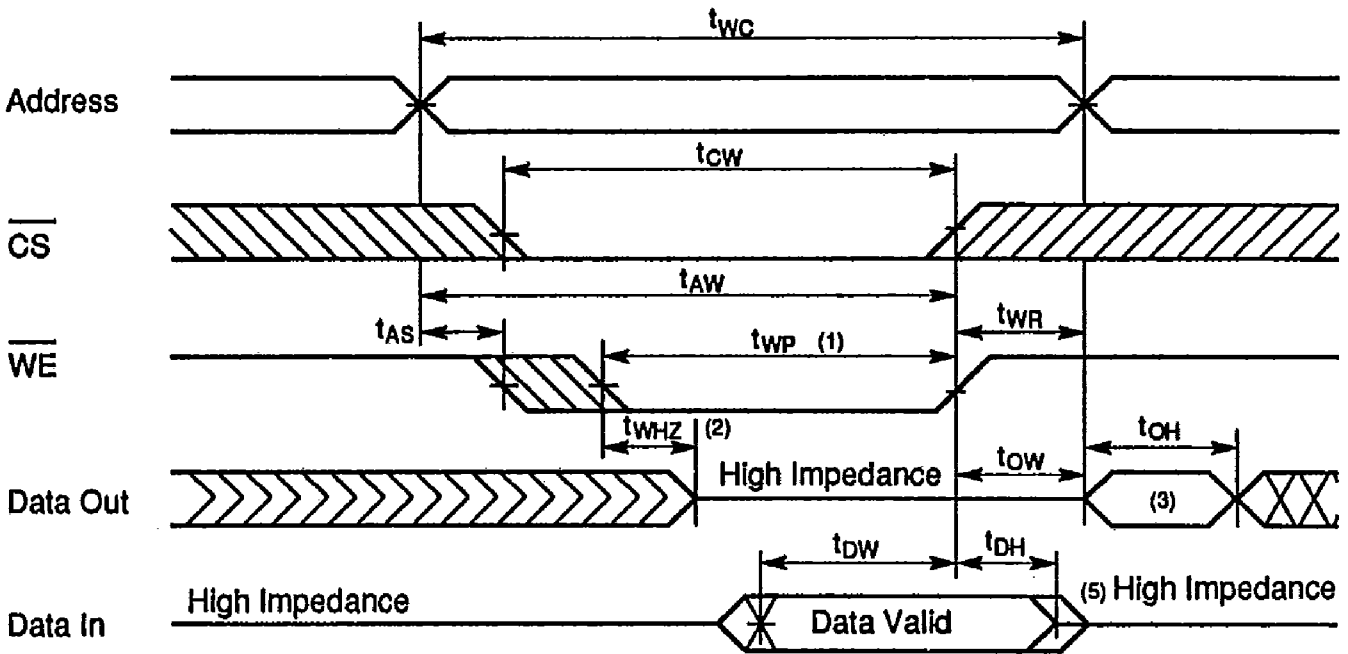 tWC
Address
tCW
CS
tAW
tAS
tWR
WE
tWP (1)
tWHZ (2)
tOH
High Impedance
tOW
Data Out
(3)
tDW
tDH
High Impedance
(5) High Impedance
Data In
Data Valid